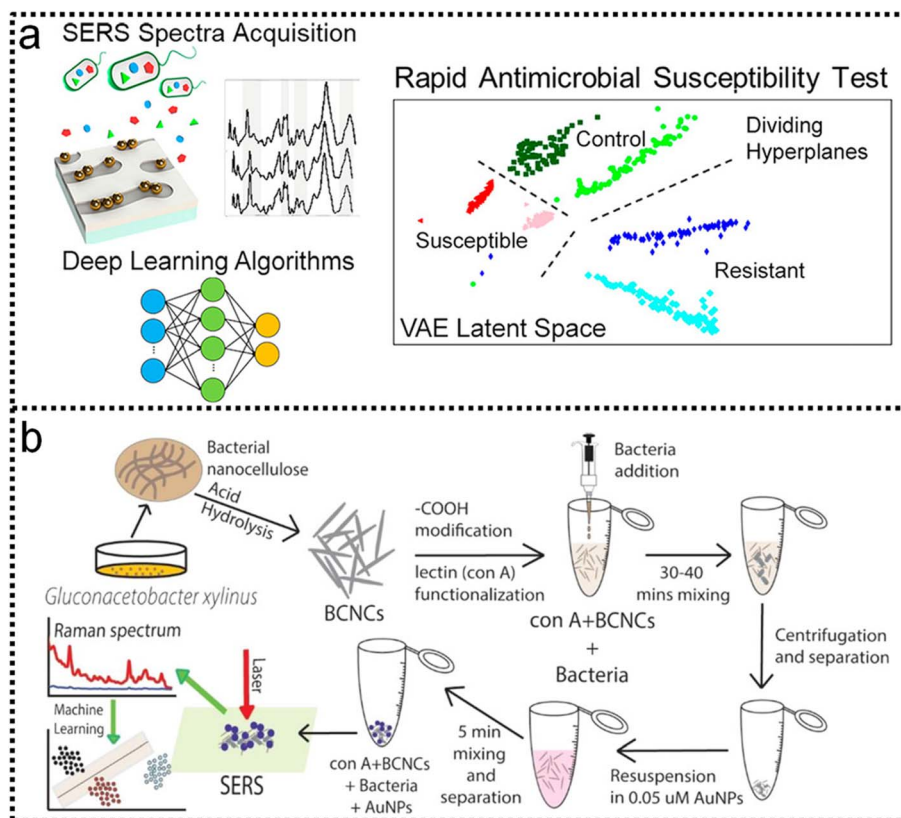 a
SERS Spectra Acquisition
Deep Learning Algorithms
Rapid Antimicrobial Susceptibility Test
Control
Dividing
Hyperplanes
Susceptible
Resistant
VAE Latent Space
b
Bacterial
nanocellulose
Acid
Hydrolysis
Gluconacetobacter xylinus
BCNCs
-COOH
modification
lectin (con A)
functionalization
Bacteria
addition
con A+BCNCs
+
Bacteria
30-40
mins mixing
Centrifugation
and separation
Resuspension
in 0.05 uM AuNPs
5 min
mixing
and
separation
con A+BCNCs
+ Bacteria
+ AuNPs
Laser
SERS
Raman spectrum
Machine
Learning